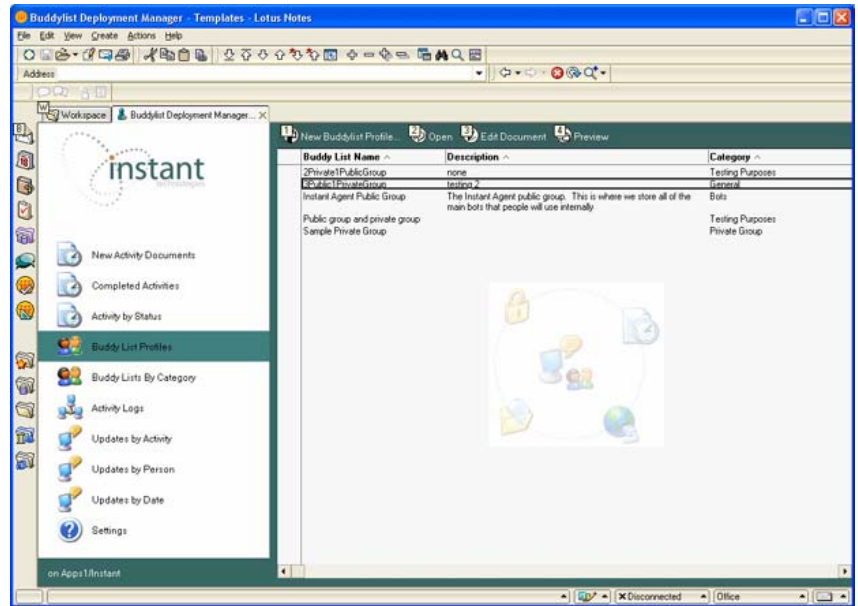 Buddylist Deployment Manager - Templates - Lotus Notes
File Edit View Create Actions Help
Address
Workspace Buddylist Deployment Manager...
1 New Buddylist Profile... 2 Open 3 Edit Document 4 Preview
instant
technologies
Buddy List Name Description Category
2Private1PublicGroup none Testing Purposes
3Public1PrivateGroup testing 2 General
Instant Agent Public Group The Instant Agent public group. This is where we store all of the Bots
main bots that people will use internally
Public group and private group Testing Purposes
Sample Private Group Private Group
New Activity Documents
Completed Activities
Activity by Status
Buddy List Profiles
Buddy Lists By Category
Activity Logs
Updates by Activity
Updates by Person
Updates by Date
Settings
on Apps1/Instant
Disconnected Office